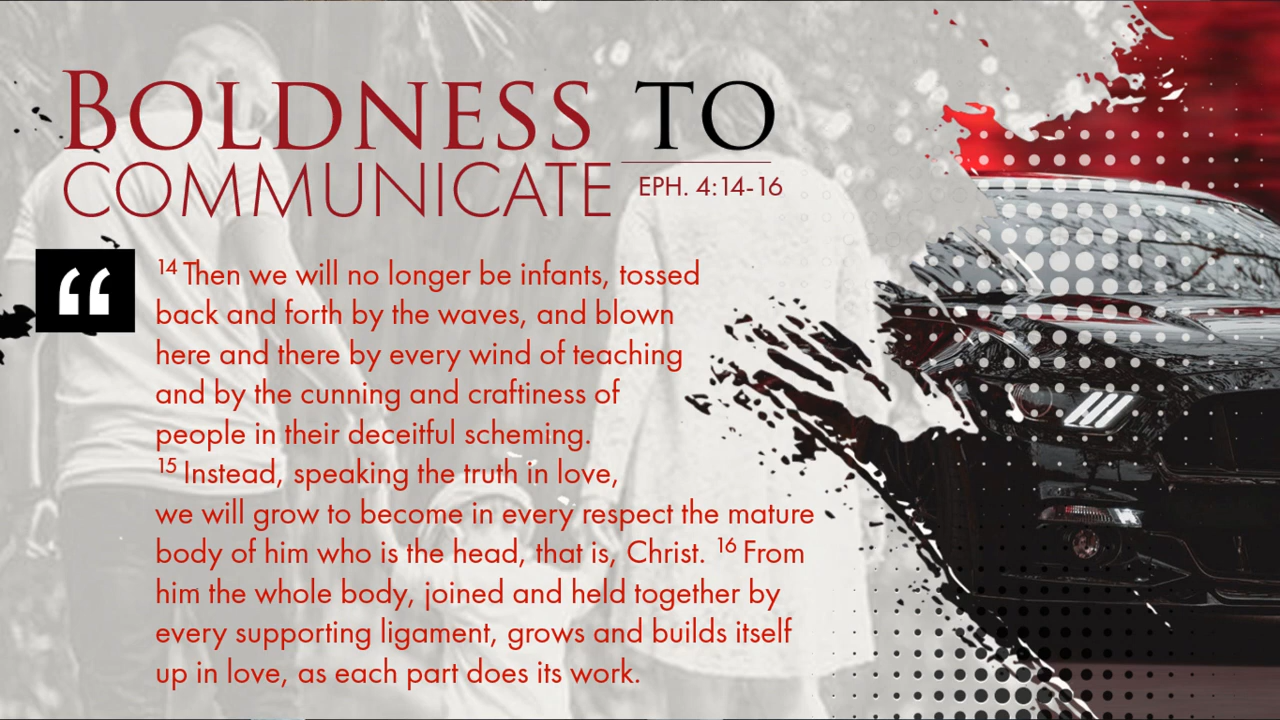 BOLDNESS TO
COMMUNICATE
EPH. 4:14-16
“
14 Then we will no longer be infants, tossed
back and forth by the waves, and blown
here and there by every wind of teaching
and by the cunning and craftiness of
people in their deceitful scheming.
15 Instead, speaking the truth in love,
we will grow to become in every respect the mature
body of him who is the head, that is, Christ. 16 From
him the whole body, joined and held together by
every supporting ligament, grows and builds itself
up in love, as each part does its work.